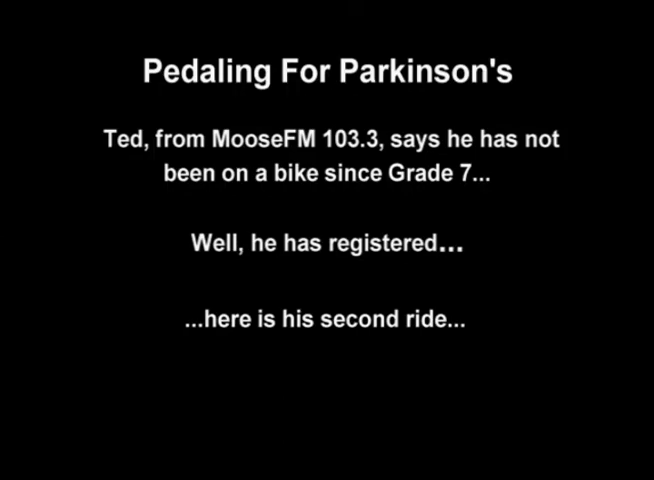 Pedaling For Parkinson's
Ted, from MooseFM 103.3, says he has not
been on a bike since Grade 7...
Well, he has registered...
...here is his second ride...